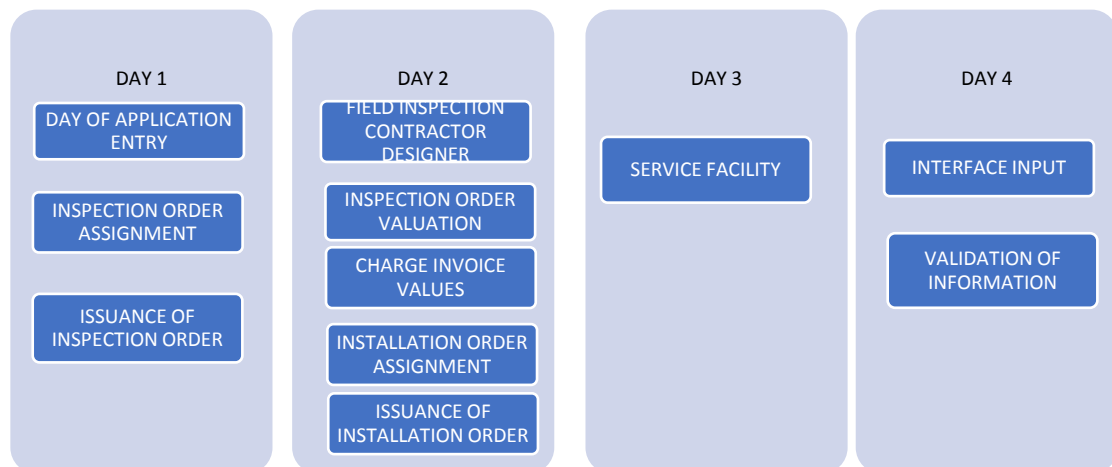 DAY 1
DAY OF APPLICATION
ENTRY
INSPECTION ORDER
ASSIGNMENT
ISSUANCE OF
INSPECTION ORDER
DAY 2
FIELD INSPECTION
CONTRACTOR
DESIGNER
INSPECTION ORDER
VALUATION
CHARGE INVOICE
VALUES
INSTALLATION ORDER
ASSIGNMENT
ISSUANCE OF
INSTALLATION ORDER
DAY 3
SERVICE FACILITY
DAY 4
INTERFACE INPUT
VALIDATION OF
INFORMATION